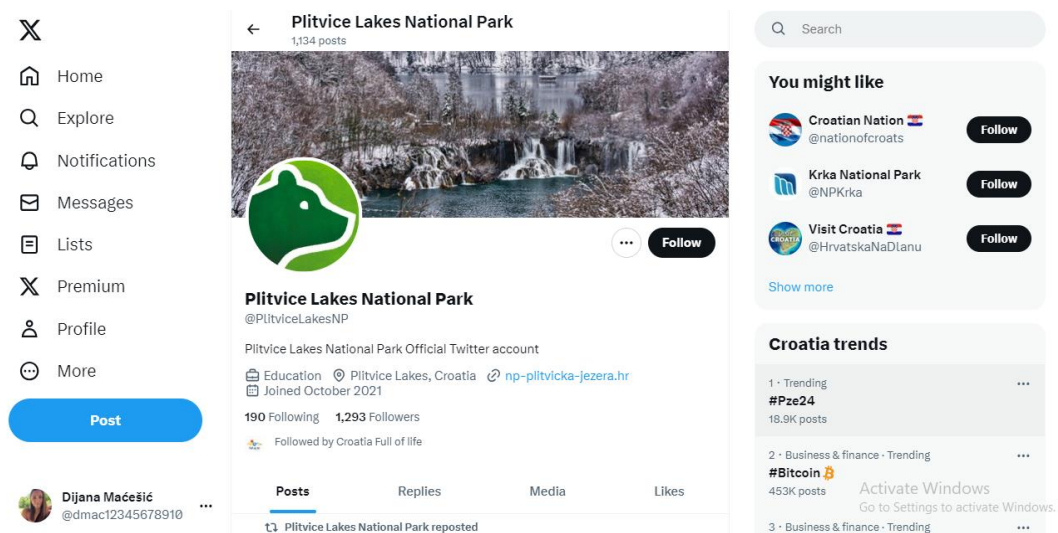 Home
Explore
Notifications
Messages
Lists
Premium
Profile
More
Post
Dijana Maćešić
@dmac12345678910
Plitvice Lakes National Park
1,134 posts
Follow
Plitvice Lakes National Park
@PlitviceLakesNP
Plitvice Lakes National Park Official Twitter account
Education Plitvice Lakes, Croatia np-plitvicka-jezera.hr
Joined October 2021
190 Following 1,293 Followers
Followed by Croatia Full of life
Posts Replies Media Likes
Plitvice Lakes National Park reposted
Search
You might like
Croatian Nation
@nationofcroats
Follow
Krka National Park
@NPKrka
Follow
CROATIA
Visit Croatia
@HrvatskaNaDlanu
Follow
Show more
Croatia trends
1 · Trending
#Pze24
18.9K posts
2 · Business & finance · Trending
#Bitcoin
453K posts
3 · Business & finance · Trending
Activate Windows
Go to Settings to activate Windows.